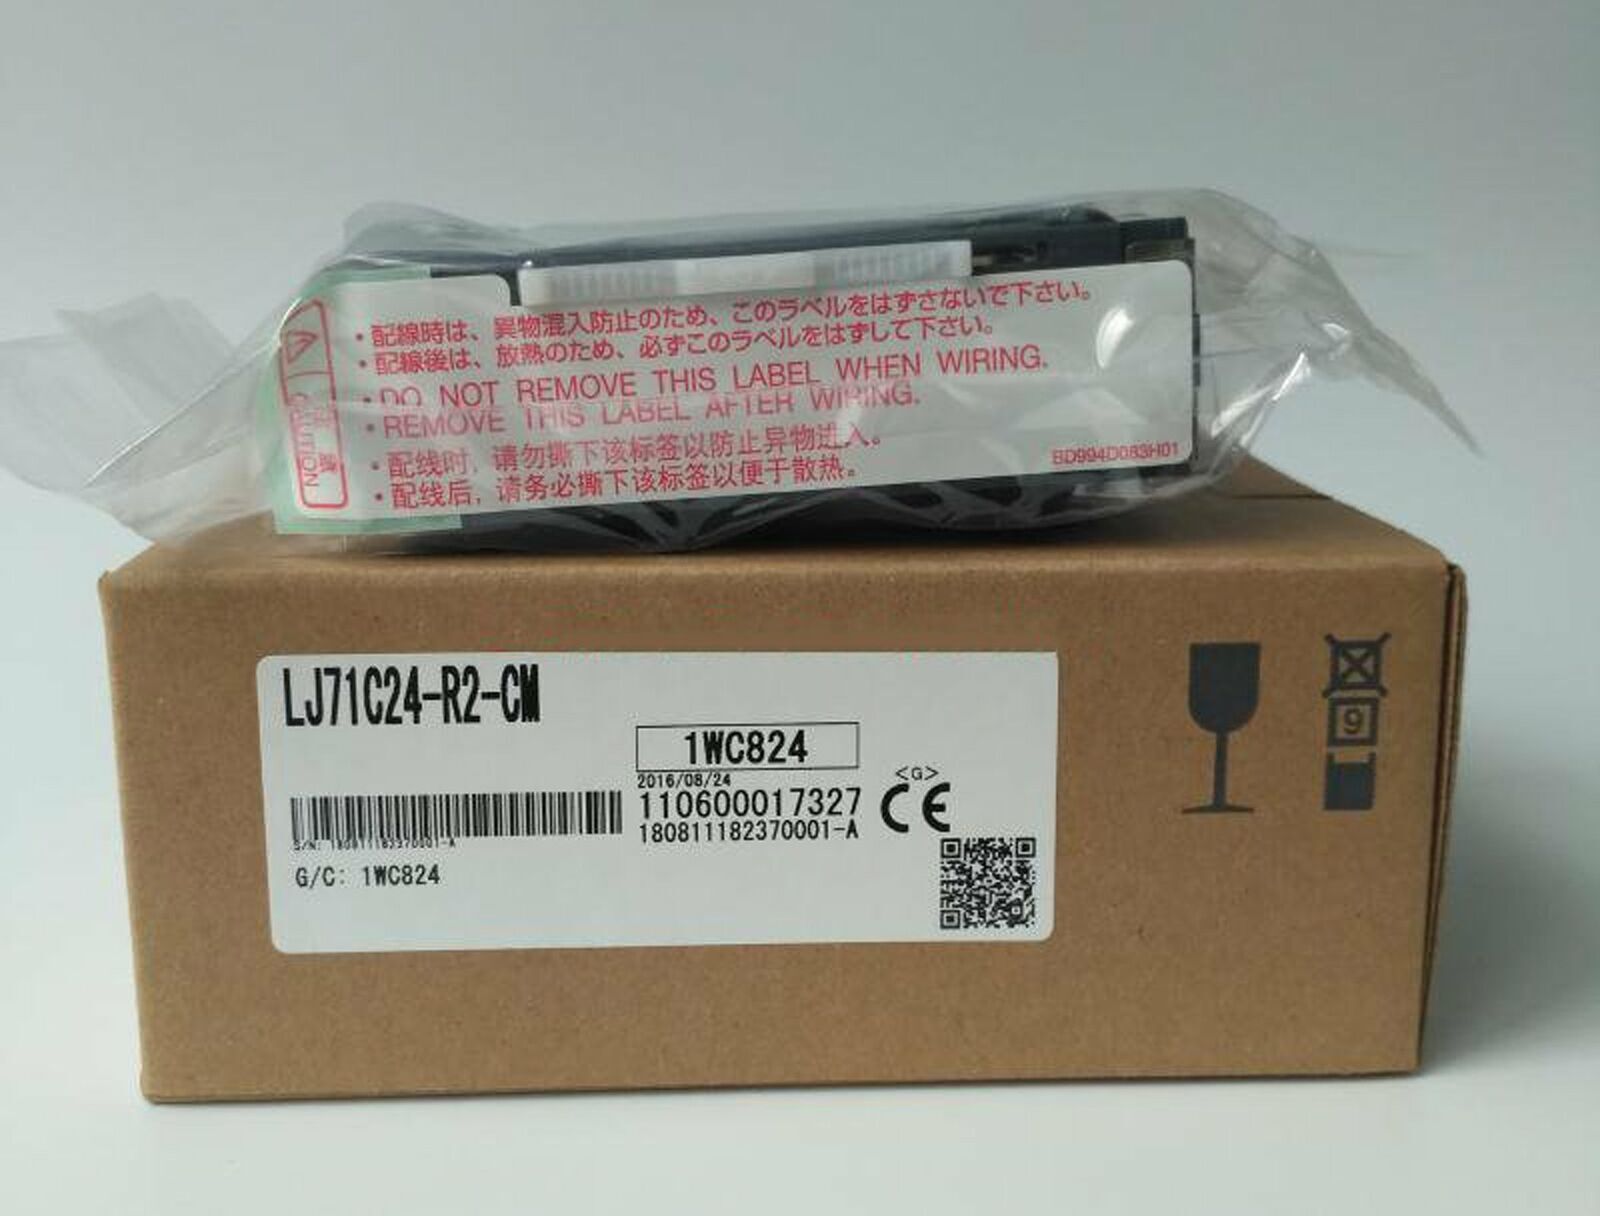 ・配線時は、異物混入防止のため、このラベルをはずさないで下さい。
・配線後は、放熱のため、必ずこのラベルをはずして下さい。
・DO NOT REMOVE THIS LABEL WHEN WIRING.
・REMOVE THIS LABEL AFTER WIRING.
・配线时，请勿撕下该标签以防止异物进入。
・配线后，请务必撕下该标签以便于散热。
CAUTION
BD994D083H01
LJ71C24-R2-CM
1WC824
2016/08/24
110600017327
180811182370001-A
<G>
CE
S/N: 180811182370001-A
G/C: 1WC824
9